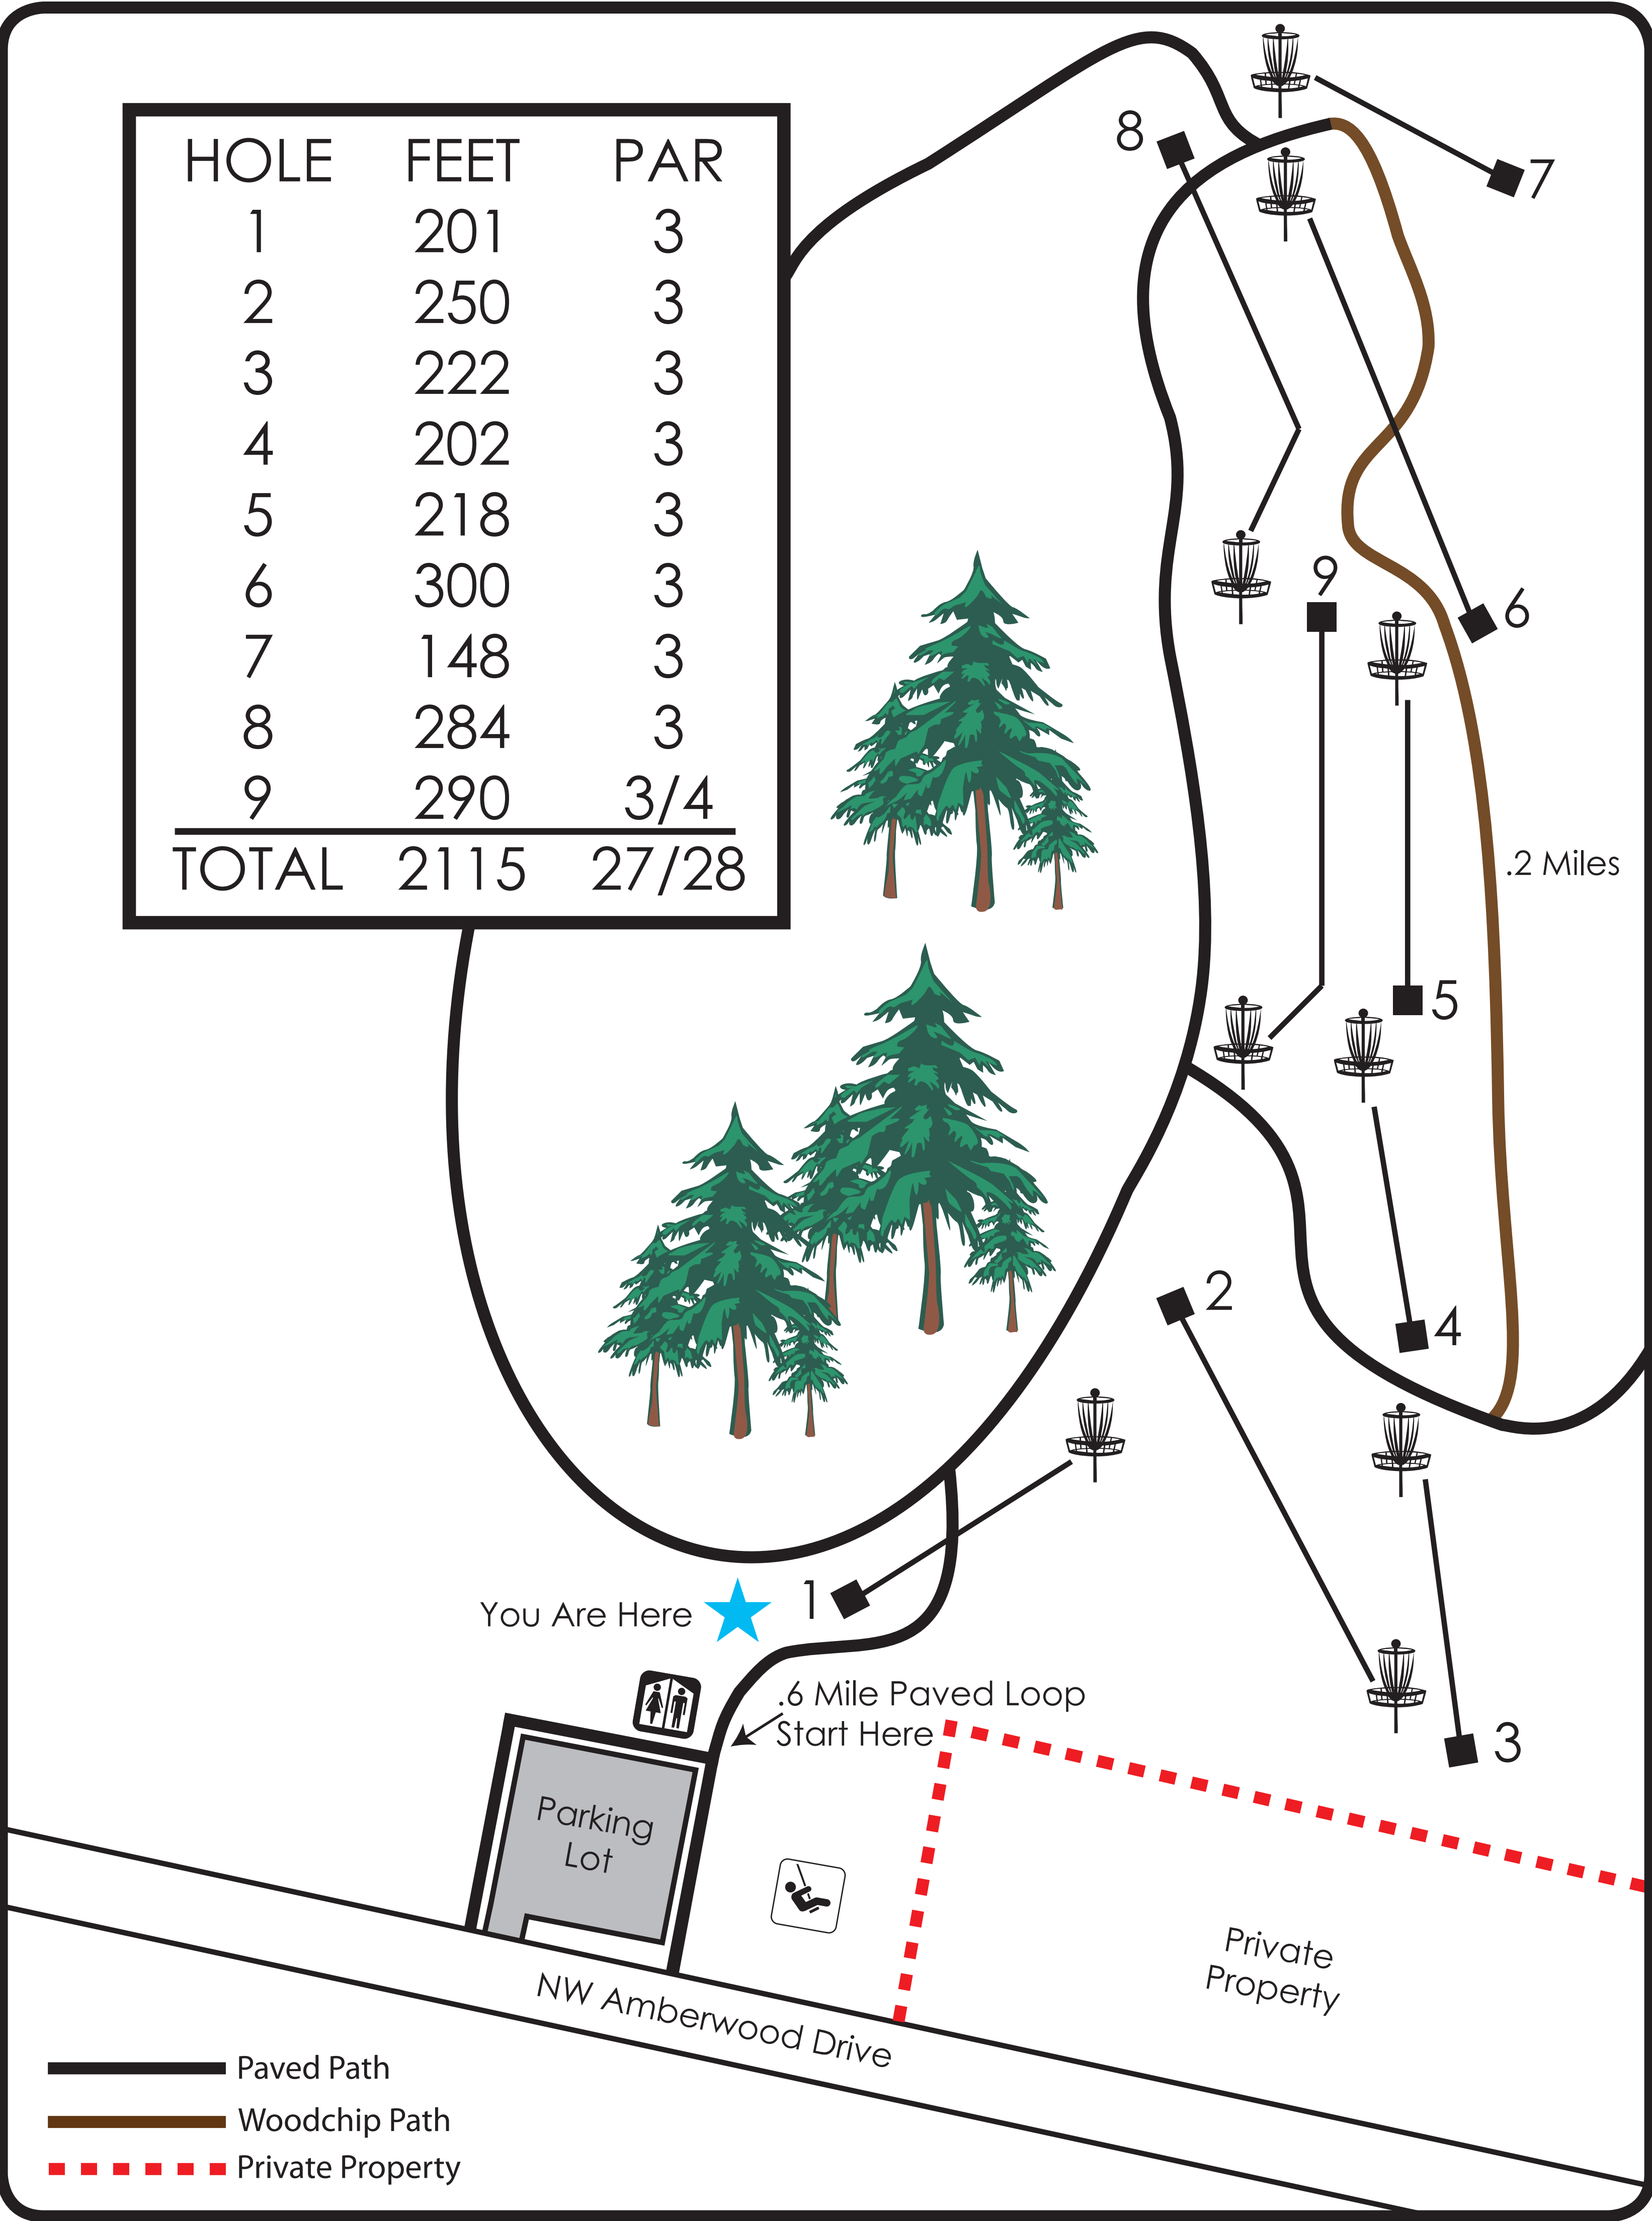 HOLE FEET PAR
1 201 3
2 250 3
3 222 3
4 202 3
5 218 3
6 300 3
7 148 3
8 284 3
9 290 3/4
TOTAL 2115 27/28
8
7
9
6
.2 Miles
5
2
4
You Are Here
1
.6 Mile Paved Loop
Start Here
3
Parking
Lot
Private
Property
NW Amberwood Drive
Paved Path
Woodchip Path
Private Property